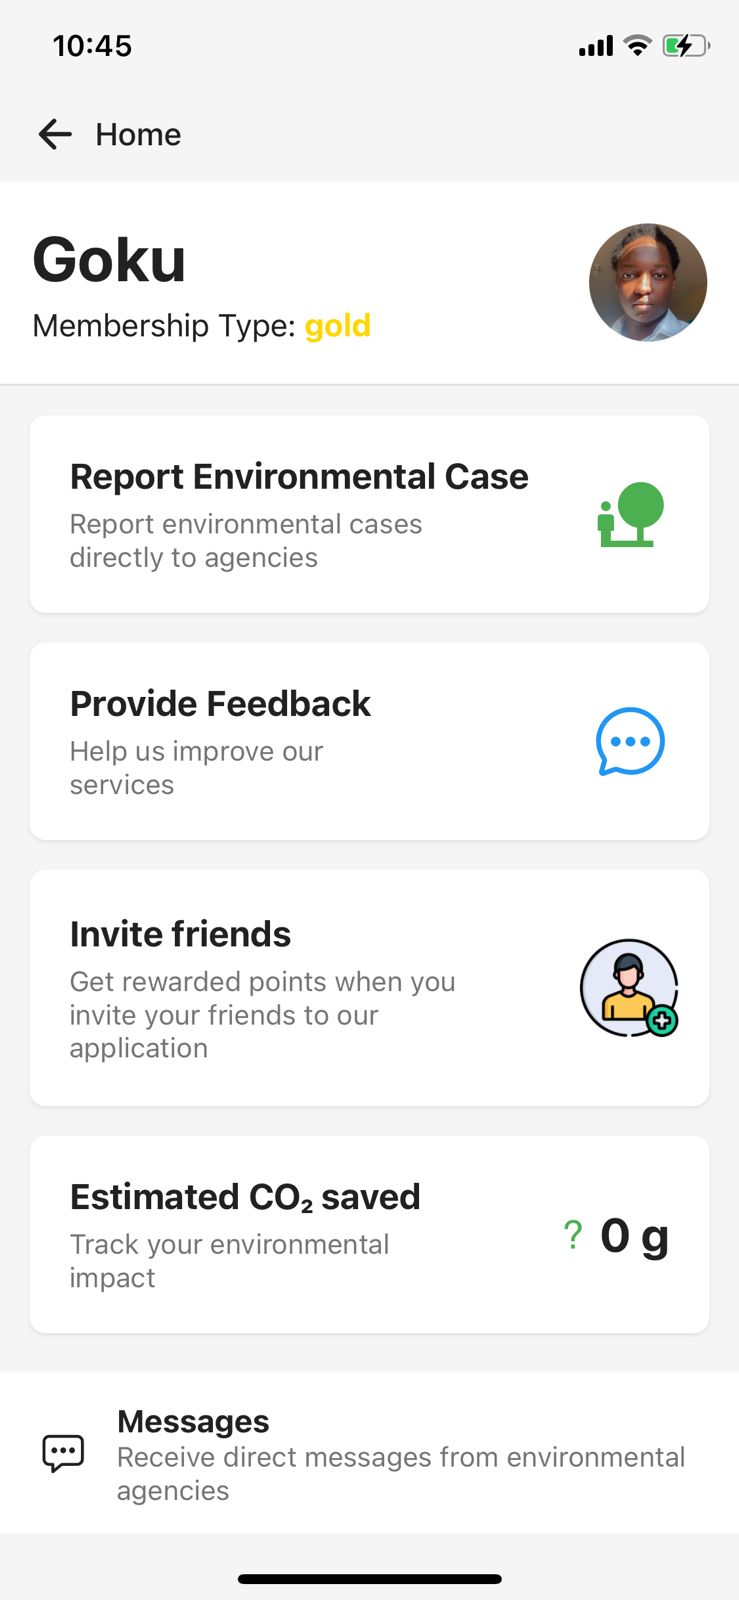 10:45
Home
Goku
Membership Type: gold
Report Environmental Case
Report environmental cases
directly to agencies
Provide Feedback
Help us improve our
services
Invite friends
Get rewarded points when you
invite your friends to our
application
Estimated CO₂ saved
Track your environmental
impact
? 0 g
Messages
Receive direct messages from environmental
agencies